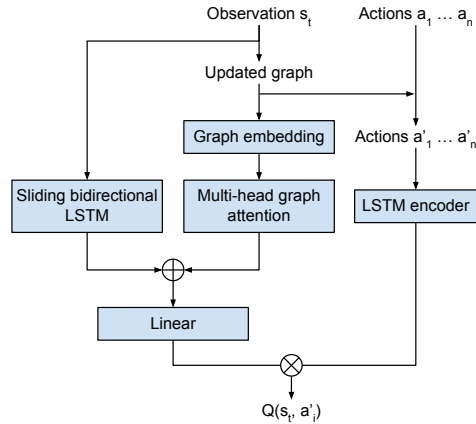 Observation s_t
Actions a_1 … a_n
Updated graph
Graph embedding
Actions a'_1 … a'_n
Sliding bidirectional
LSTM
Multi-head graph
attention
LSTM encoder
Linear
Q(s_t, a'_i)